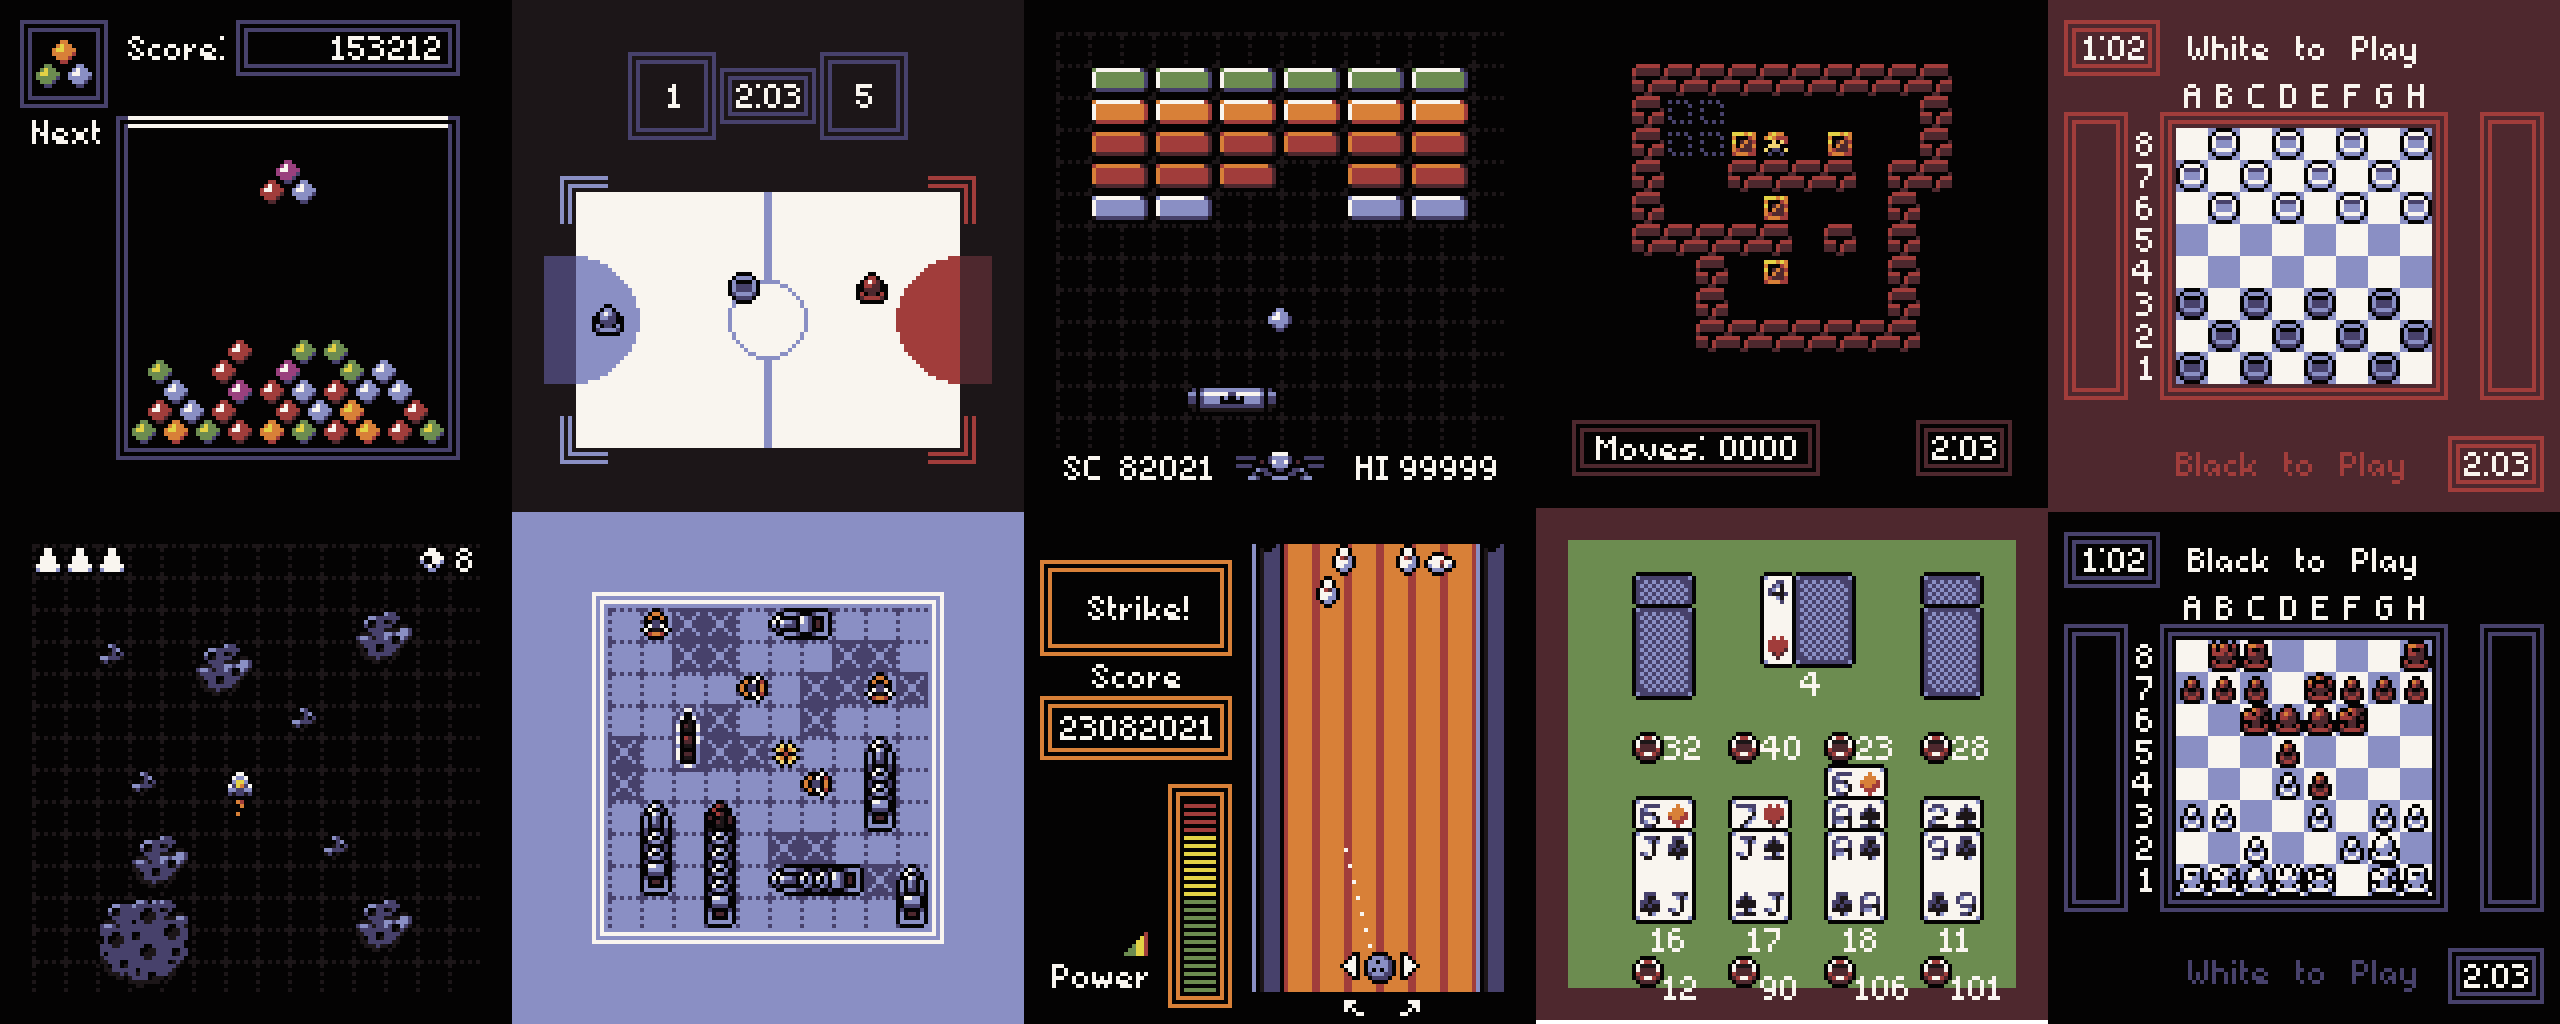 Score: 153212
Next
1 2:03 5
SC 82021 HI 99999
Moves: 0000 2:03
1:02 White to Play
A B C D E F G H
8
7
6
5
4
3
2
1
Black to Play 2:03
8
Strike!
Score
23082021
Power
4
4
32 40 23 28
6
6 7 A 2
J J A 9
J J A 9
16 17 18 11
12 90 106 101
1:02 Black to Play
A B C D E F G H
8
7
6
5
4
3
2
1
White to Play 2:03